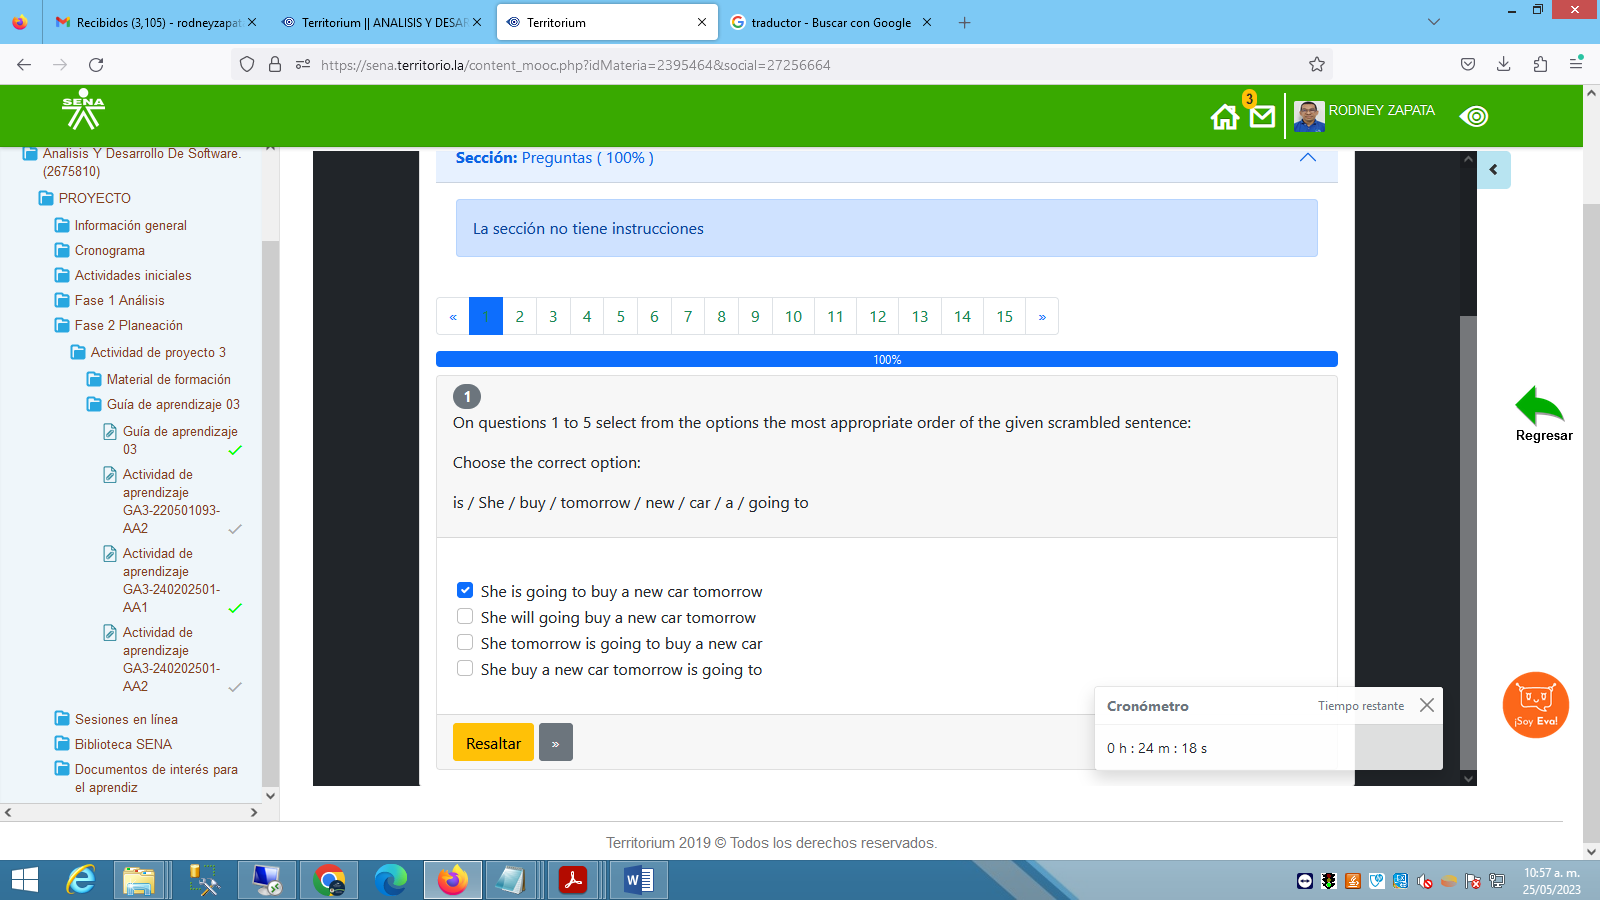 Recibidos (3,105) - rodneyzapat
Territorium || ANALISIS Y DESAR
Territorium
traductor - Buscar con Google
https://sena.territorio.la/content_mooc.php?idMateria=2395464&social=27256664
SENA
3
RODNEY ZAPATA
Analisis Y Desarrollo De Software.
(2675810)
PROYECTO
Información general
Cronograma
Actividades iniciales
Fase 1 Análisis
Fase 2 Planeación
Actividad de proyecto 3
Material de formación
Guía de aprendizaje 03
Guía de aprendizaje
03
Actividad de
aprendizaje
GA3-220501093-
AA2
Actividad de
aprendizaje
GA3-240202501-
AA1
Actividad de
aprendizaje
GA3-240202501-
AA2
Sesiones en línea
Biblioteca SENA
Documentos de interés para
el aprendiz
Sección: Preguntas ( 100% )
La sección no tiene instrucciones
« 1 2 3 4 5 6 7 8 9 10 11 12 13 14 15 »
100%
1
On questions 1 to 5 select from the options the most appropriate order of the given scrambled sentence:
Choose the correct option:
is / She / buy / tomorrow / new / car / a / going to
She is going to buy a new car tomorrow
She will going buy a new car tomorrow
She tomorrow is going to buy a new car
She buy a new car tomorrow is going to
Resaltar »
Cronómetro Tiempo restante
0 h : 24 m : 18 s
Regresar
¡Soy Eva!
Territorium 2019 © Todos los derechos reservados.
10:57 a. m.
25/05/2023